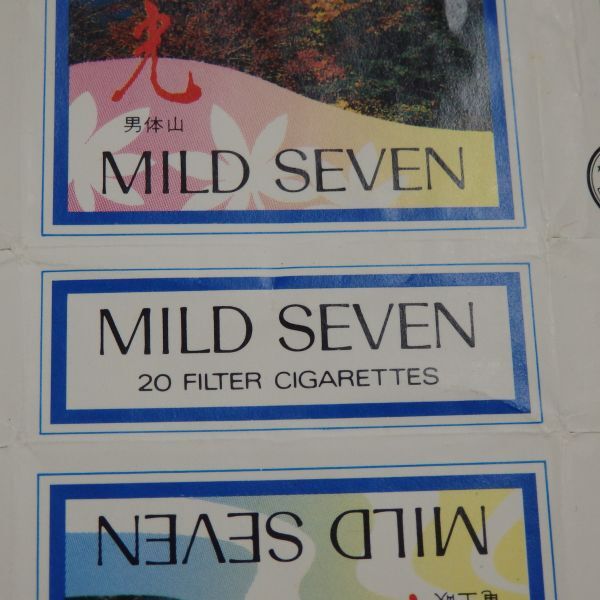 光
男体山
MILD SEVEN
MILD SEVEN
20 FILTER CIGARETTES
MILD SEVEN